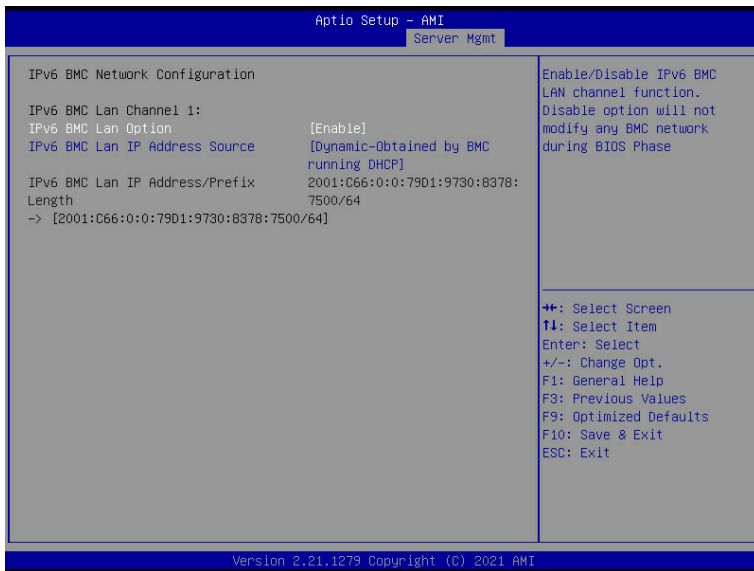 Aptio Setup – AMI
Server Mgmt
IPv6 BMC Network Configuration
IPv6 BMC Lan Channel 1:
IPv6 BMC Lan Option [Enable]
IPv6 BMC Lan IP Address Source [Dynamic-Obtained by BMC
running DHCP]
IPv6 BMC Lan IP Address/Prefix 2001:C66:0:0:79D1:9730:8378:
Length 7500/64
-> [2001:C66:0:0:79D1:9730:8378:7500/64]
Enable/Disable IPv6 BMC
LAN channel function.
Disable option will not
modify any BMC network
during BIOS Phase
→←: Select Screen
↑↓: Select Item
Enter: Select
+/-: Change Opt.
F1: General Help
F3: Previous Values
F9: Optimized Defaults
F10: Save & Exit
ESC: Exit
Version 2.21.1279 Copyright (C) 2021 AMI